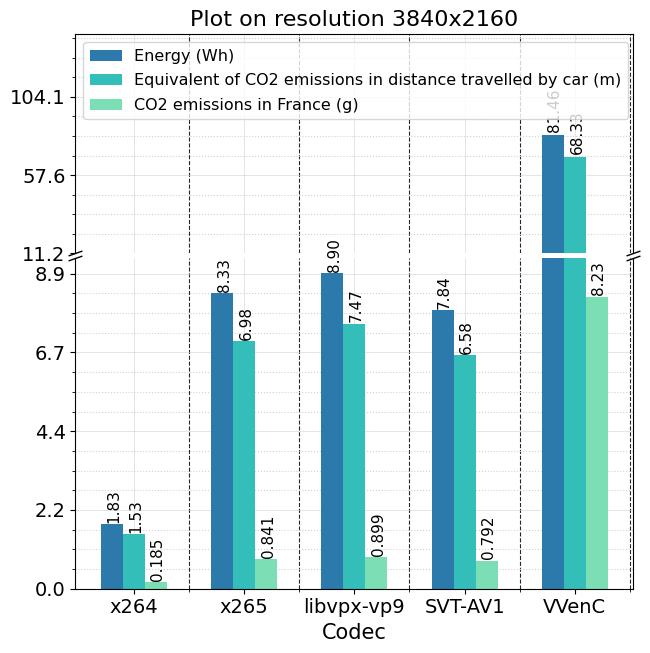 Plot on resolution 3840x2160
Energy (Wh)
Equivalent of CO2 emissions in distance travelled by car (m)
CO2 emissions in France (g)
104.1
57.6
11.2
8.9
6.7
4.4
2.2
0.0
1.83
1.53
0.185
8.33
6.98
0.841
8.90
7.47
0.899
7.84
6.58
0.792
81.46
68.33
8.23
x264
x265
libvpx-vp9
SVT-AV1
VVenC
Codec